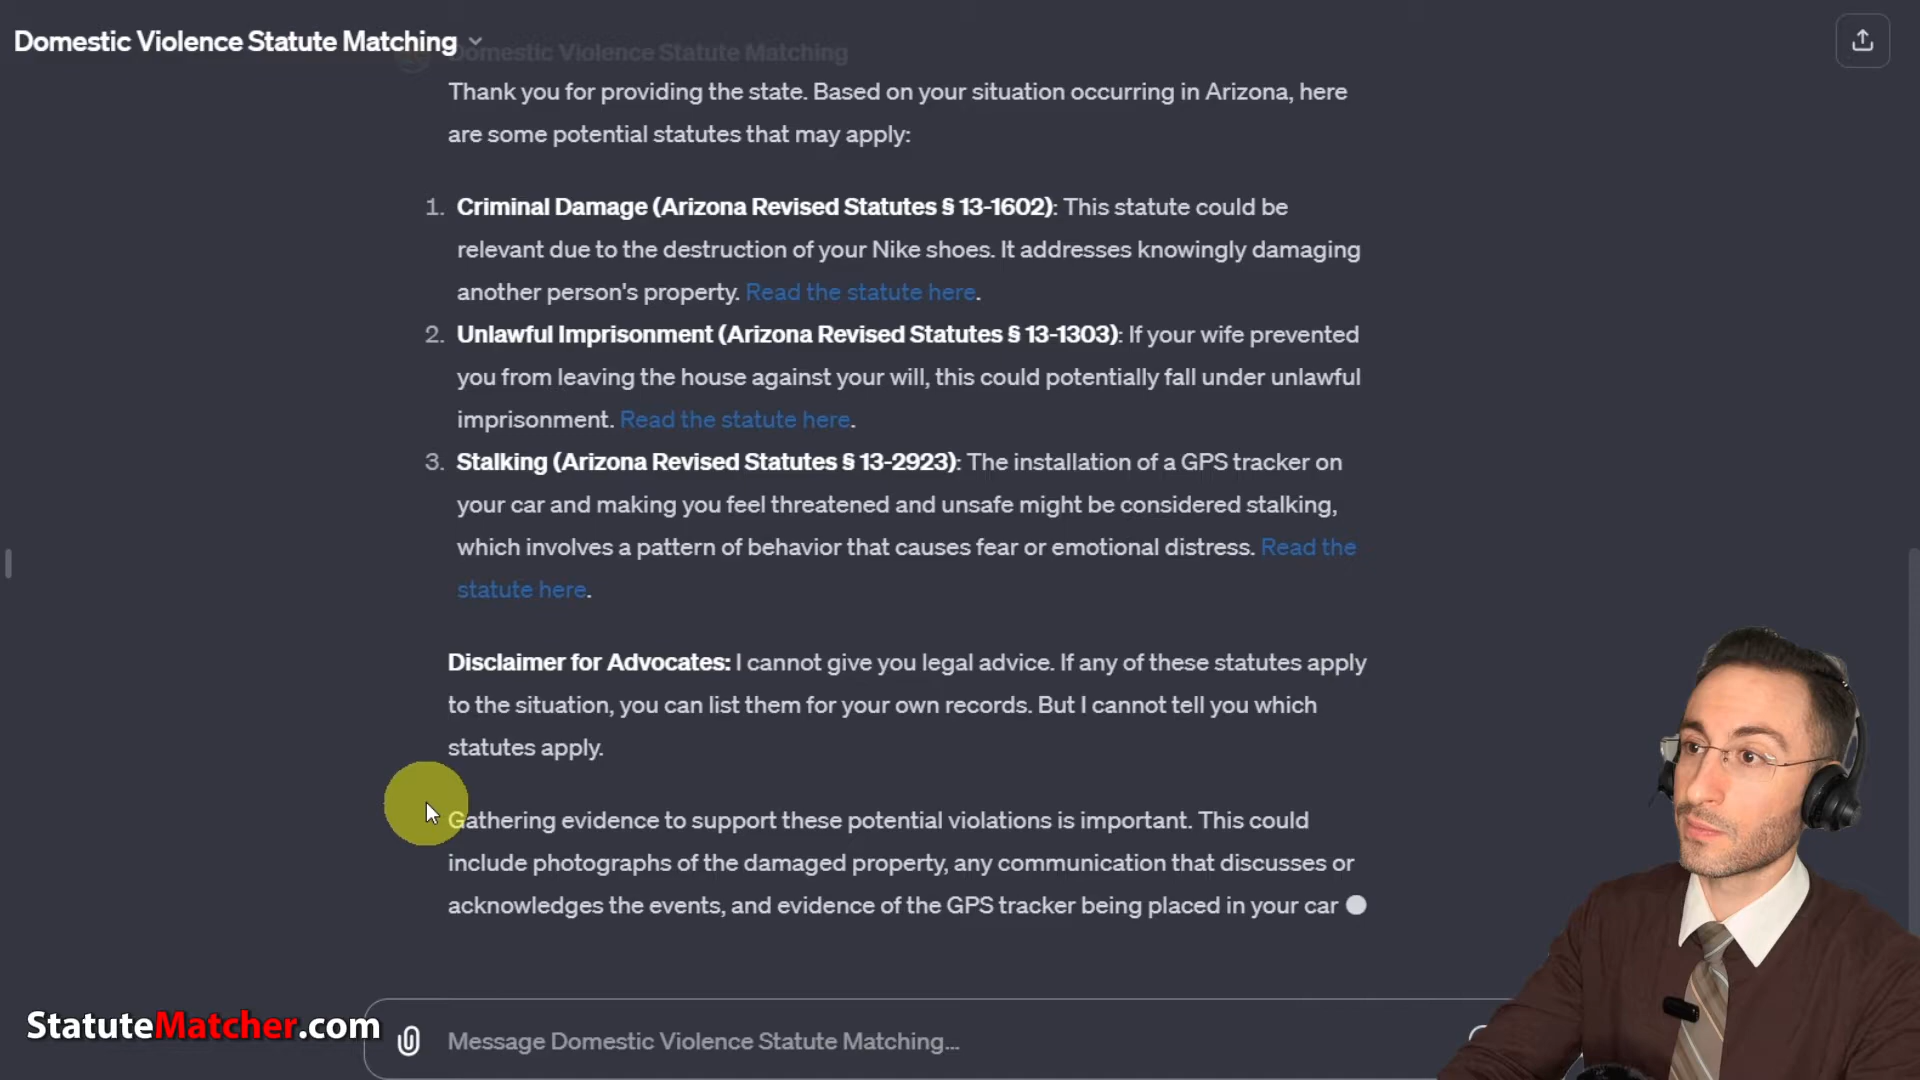 Domestic Violence Statute Matching
Domestic Violence Statute Matching
Thank you for providing the state. Based on your situation occurring in Arizona, here
are some potential statutes that may apply:
1. Criminal Damage (Arizona Revised Statutes § 13-1602): This statute could be
relevant due to the destruction of your Nike shoes. It addresses knowingly damaging
another person's property. Read the statute here.
2. Unlawful Imprisonment (Arizona Revised Statutes § 13-1303): If your wife prevented
you from leaving the house against your will, this could potentially fall under unlawful
imprisonment. Read the statute here.
3. Stalking (Arizona Revised Statutes § 13-2923): The installation of a GPS tracker on
your car and making you feel threatened and unsafe might be considered stalking,
which involves a pattern of behavior that causes fear or emotional distress. Read the
statute here.
Disclaimer for Advocates: I cannot give you legal advice. If any of these statutes apply
to the situation, you can list them for your own records. But I cannot tell you which
statutes apply.
Gathering evidence to support these potential violations is important. This could
include photographs of the damaged property, any communication that discusses or
acknowledges the events, and evidence of the GPS tracker being placed in your car
StatuteMatcher.com
Message Domestic Violence Statute Matching...